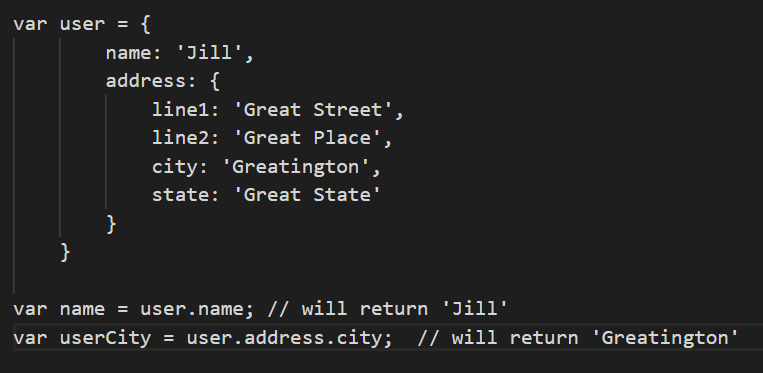 var user = {
        name: 'Jill',
        address: {
            line1: 'Great Street',
            line2: 'Great Place',
            city: 'Greatington',
            state: 'Great State'
        }
    }

var name = user.name; // will return 'Jill'
var userCity = user.address.city;  // will return 'Greatington'